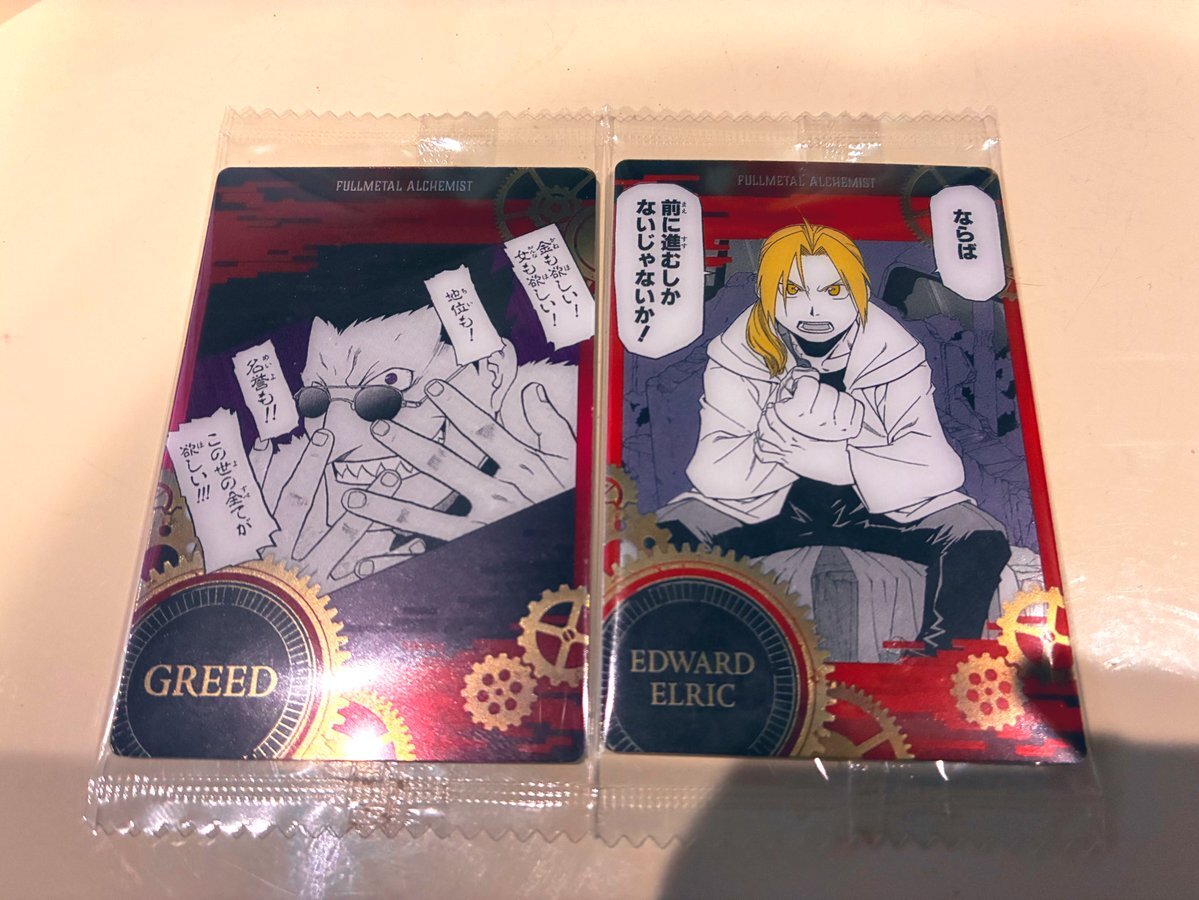 FULLMETAL ALCHEMIST
金も欲しい!
女も欲しい!
地位も!
名誉も!!
この世の全てが
欲しい!!!
GREED
FULLMETAL ALCHEMIST
ならば
前に進むしか
ないじゃないか!
EDWARD
ELRIC